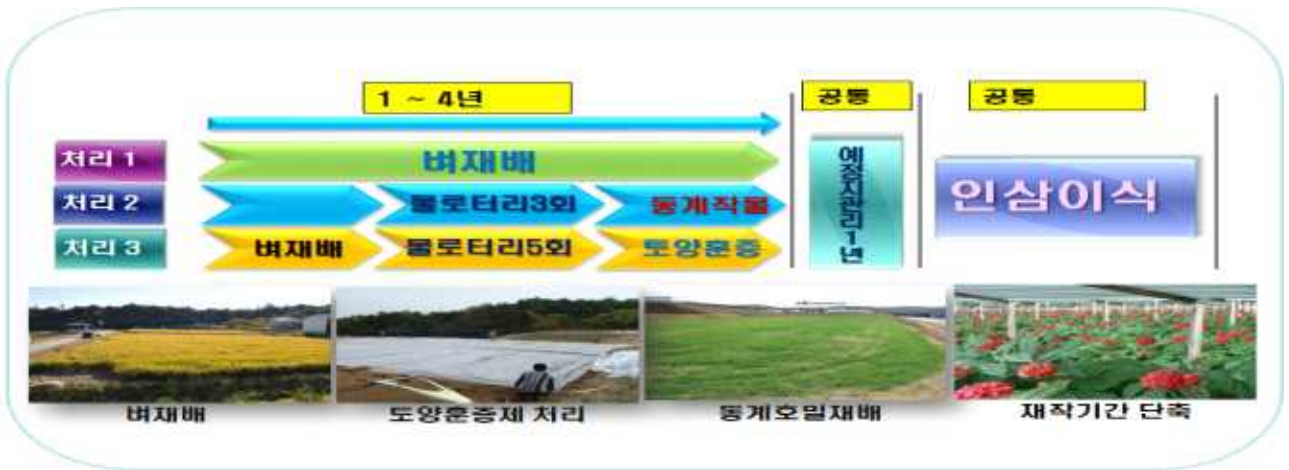 1 ~ 4년 공통 공통
처리 1 벼재배
처리 2 물로터리3회 동계작물
처리 3 벼재배 물로터리5회 토양훈증
예정지관리1년
인삼이식
벼재배 토양훈증제 처리 동계호밀재배 재작기간 단축